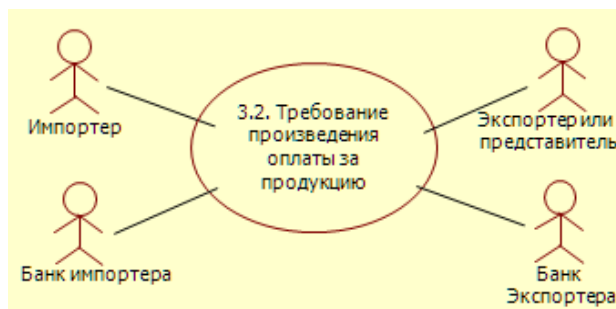 Импортер
3.2. Требование
произведения
оплаты за
продукцию
Экспортер или
представитель
Банк импортера
Банк
Экспортера